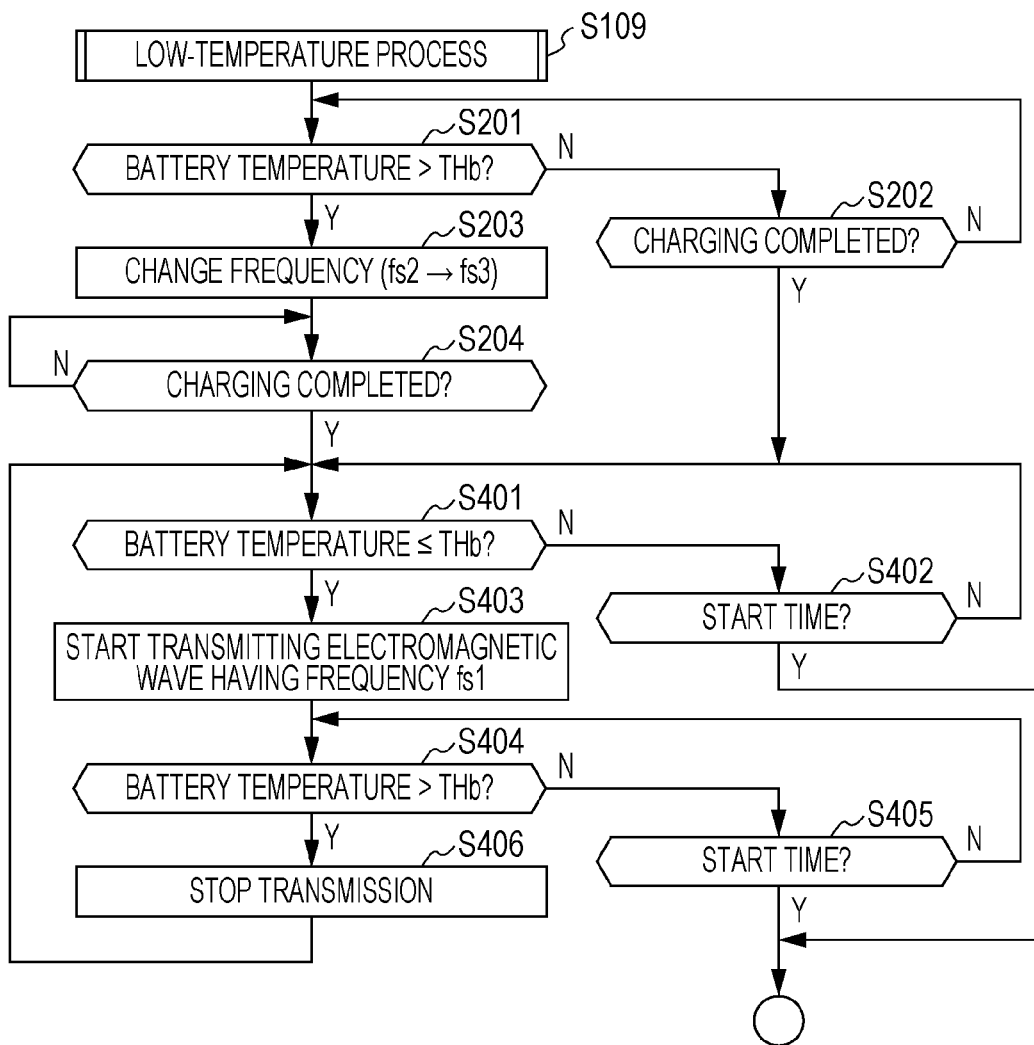 S109
LOW-TEMPERATURE PROCESS
S201
BATTERY TEMPERATURE > THb?
N
Y
S202
CHARGING COMPLETED?
N
Y
S203
CHANGE FREQUENCY (fs2 → fs3)
S204
N
CHARGING COMPLETED?
Y
S401
BATTERY TEMPERATURE ≤ THb?
N
Y
S402
START TIME?
N
Y
S403
START TRANSMITTING ELECTROMAGNETIC
WAVE HAVING FREQUENCY fs1
S404
BATTERY TEMPERATURE > THb?
N
Y
S405
START TIME?
N
Y
S406
STOP TRANSMISSION